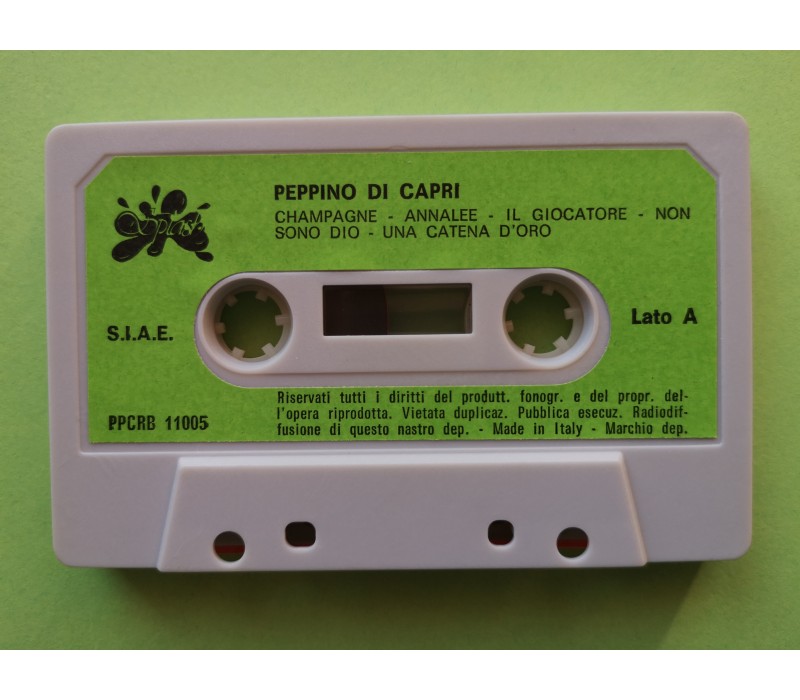 PEPPINO DI CAPRI
CHAMPAGNE - ANNALEE - IL GIOCATORE - NON
SONO DIO - UNA CATENA D'ORO
Splash
S.I.A.E.
Lato A
PPCRB 11005
Riservati tutti i diritti del produtt. fonogr. e del propr. del-
l'opera riprodotta. Vietata duplicaz. Pubblica esecuz. Radiodif-
fusione di questo nastro dep. - Made in Italy - Marchio dep.